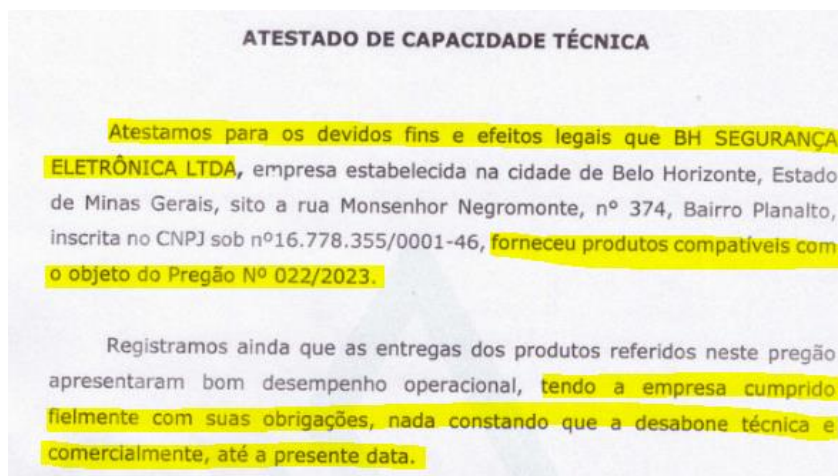 ATESTADO DE CAPACIDADE TÉCNICA
Atestamos para os devidos fins e efeitos legais que BH SEGURANÇA
ELETRÔNICA LTDA, empresa estabelecida na cidade de Belo Horizonte, Estado
de Minas Gerais, sito a rua Monsenhor Negromonte, nº 374, Bairro Planalto,
inscrita no CNPJ sob nº16.778.355/0001-46, forneceu produtos compatíveis com
o objeto do Pregão Nº 022/2023.
Registramos ainda que as entregas dos produtos referidos neste pregão
apresentaram bom desempenho operacional, tendo a empresa cumprido
fielmente com suas obrigações, nada constando que a desabone técnica e
comercialmente, até a presente data.